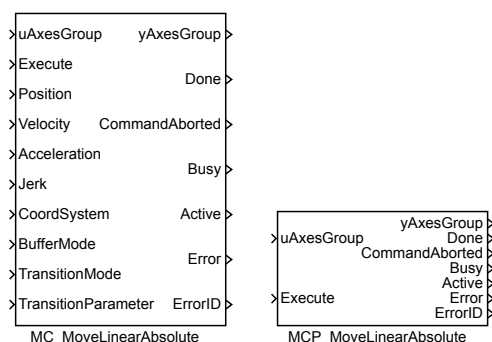 uAxesGroup yAxesGroup
Execute
Done
Position
Velocity CommandAborted
Acceleration
Busy
Jerk
CoordSystem Active
BufferMode
Error
TransitionMode
TransitionParameter ErrorID
MC_MoveLinearAbsolute
yAxesGroup
uAxesGroup Done
CommandAborted
Busy
Active
Execute Error
ErrorID
MCP_MoveLinearAbsolute